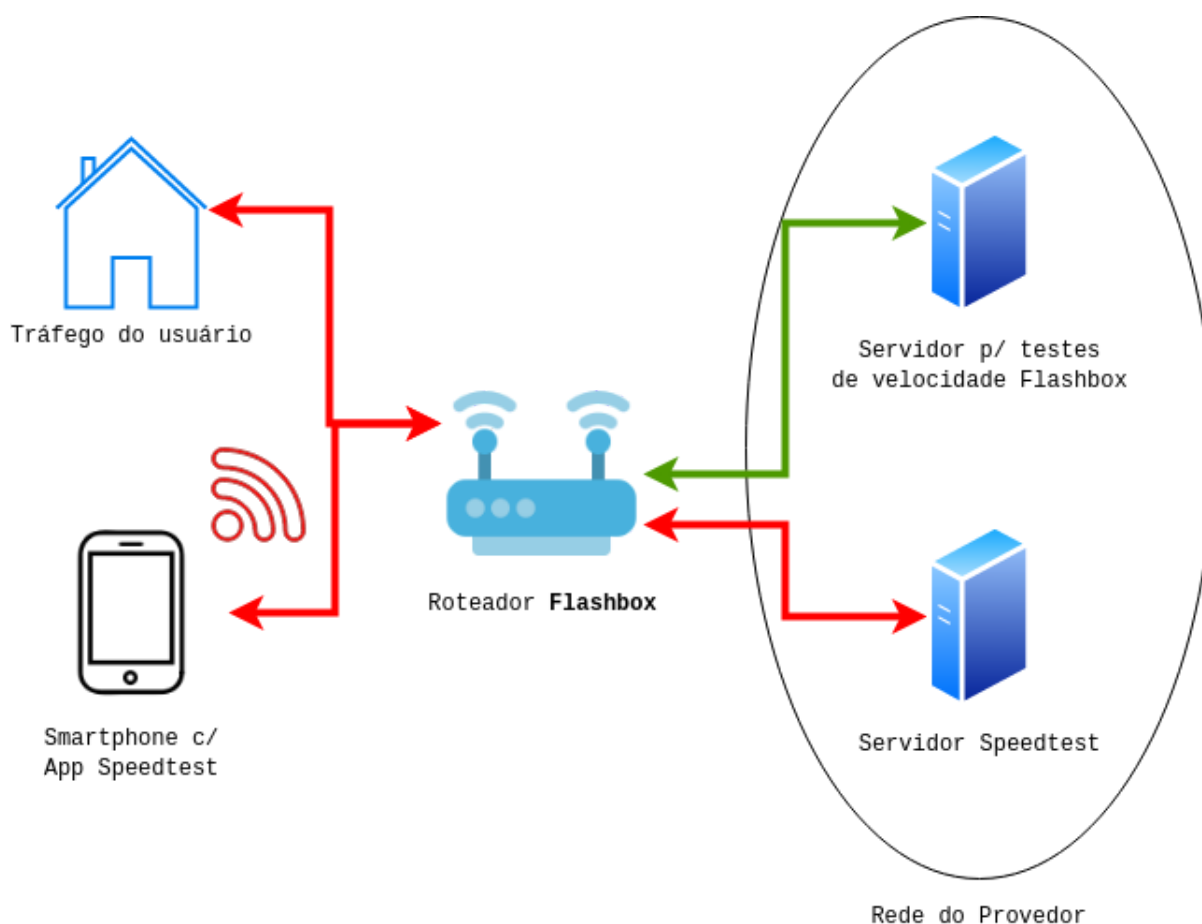 Tráfego do usuário
Servidor p/ testes
de velocidade Flashbox
Roteador Flashbox
Smartphone c/
App Speedtest
Servidor Speedtest
Rede do Provedor